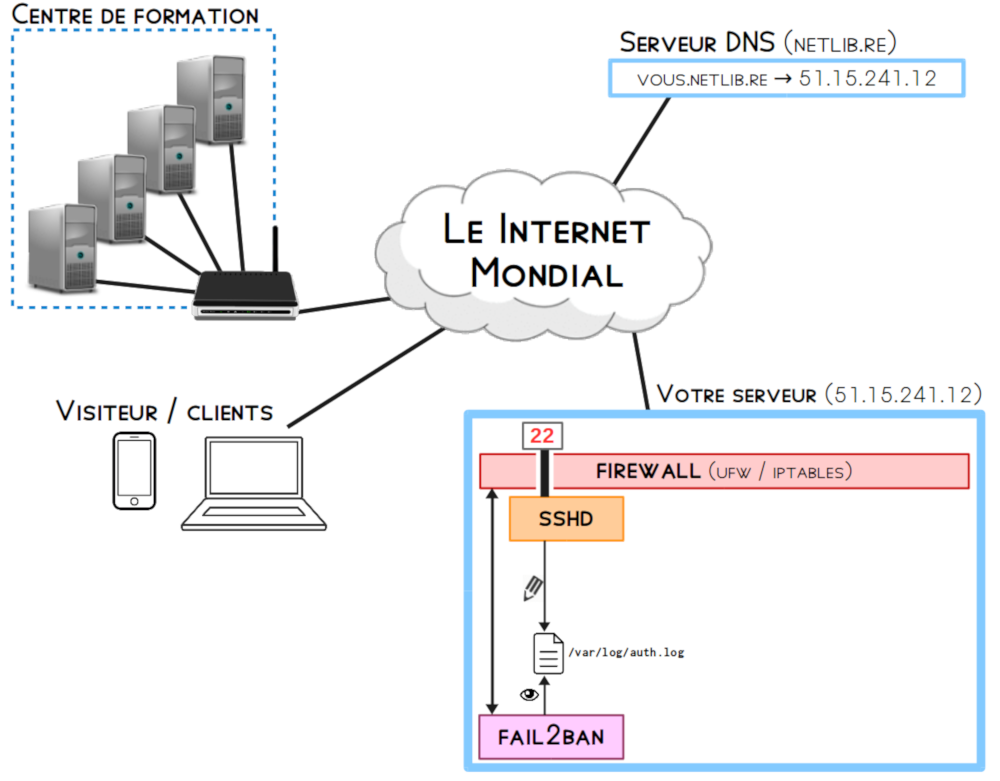 Centre de formation
Serveur DNS (netlib.re)
vous.netlib.re → 51.15.241.12
Le Internet
Mondial
Votre serveur (51.15.241.12)
Visiteur / clients
22
firewall (ufw / iptables)
sshd
/var/log/auth.log
fail2ban